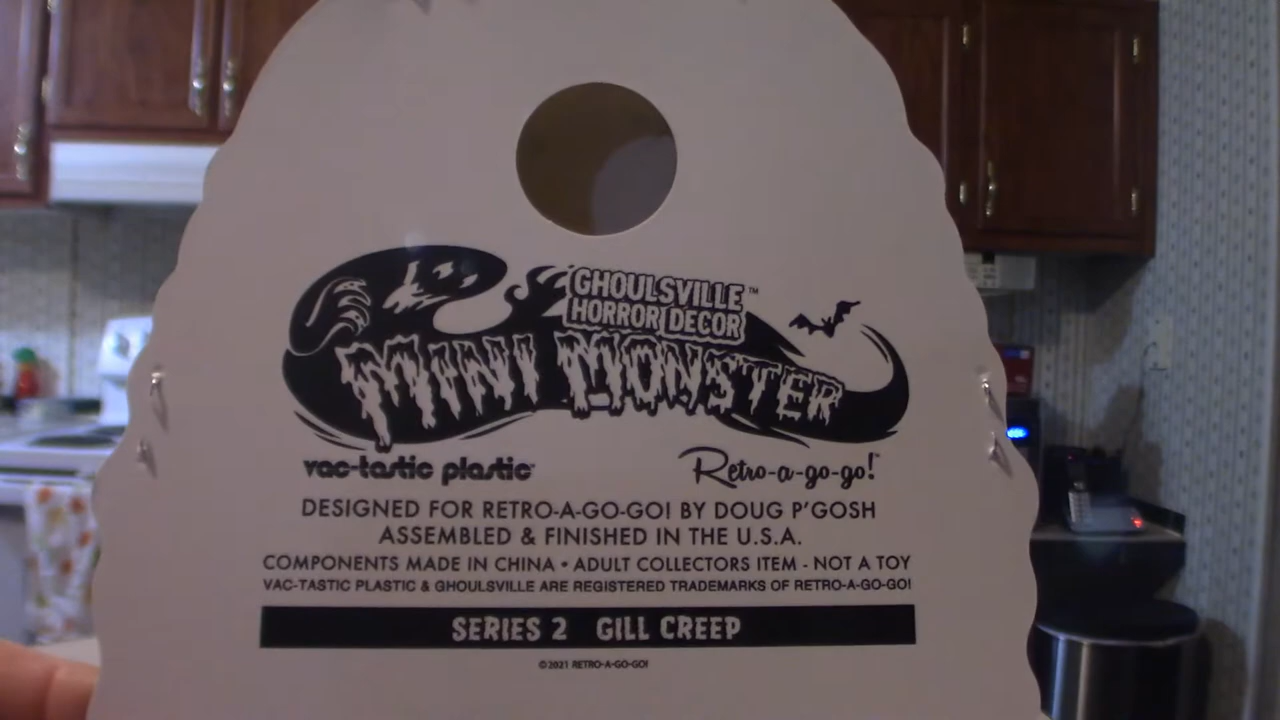 GHOULSVILLE™
HORROR DECOR
MINI MONSTER
vac-tastic plastic
Retro-a-go-go!™
DESIGNED FOR RETRO-A-GO-GO! BY DOUG P'GOSH
ASSEMBLED & FINISHED IN THE U.S.A.
COMPONENTS MADE IN CHINA • ADULT COLLECTORS ITEM - NOT A TOY
VAC-TASTIC PLASTIC & GHOULSVILLE ARE REGISTERED TRADEMARKS OF RETRO-A-GO-GO!
SERIES 2 GILL CREEP
©2021 RETRO-A-GO-GO!